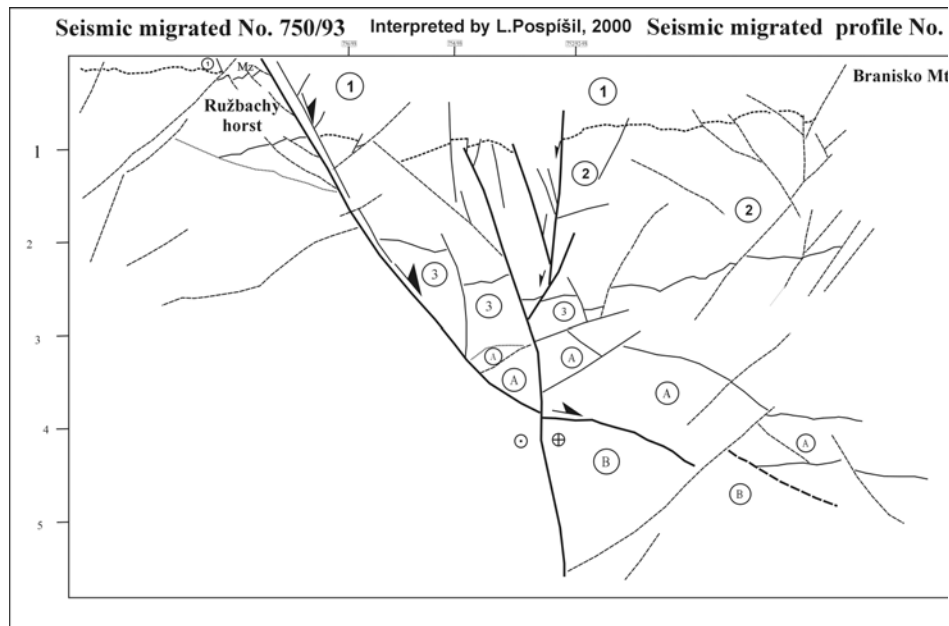 Seismic migrated No. 750/93 Interpreted by L.Pospíšil, 2000 Seismic migrated profile No.
1 Mz
Ružbachy
horst
1
1
Branisko Mt
1
2
2
2
3
3
3
3
A
A
A
A
4
A
B
B
5